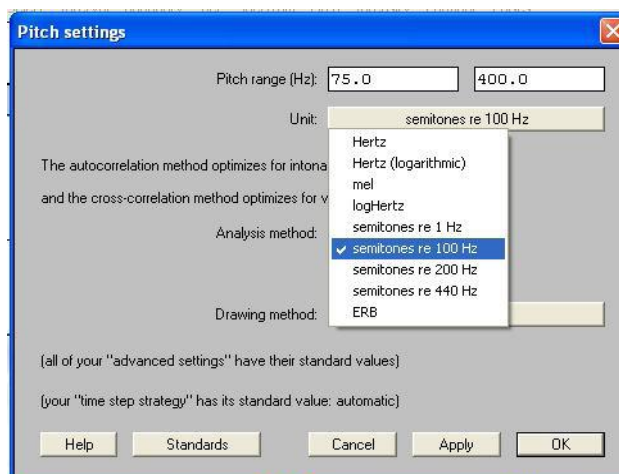 Pitch settings
Pitch range (Hz): 75.0 400.0
Unit: semitones re 100 Hz
Hertz
Hertz (logarithmic)
mel
logHertz
semitones re 1 Hz
semitones re 100 Hz
semitones re 200 Hz
semitones re 440 Hz
ERB
The autocorrelation method optimizes for intona
and the cross-correlation method optimizes for v
Analysis method:
Drawing method:
(all of your "advanced settings" have their standard values)
(your "time step strategy" has its standard value: automatic)
Help Standards Cancel Apply OK